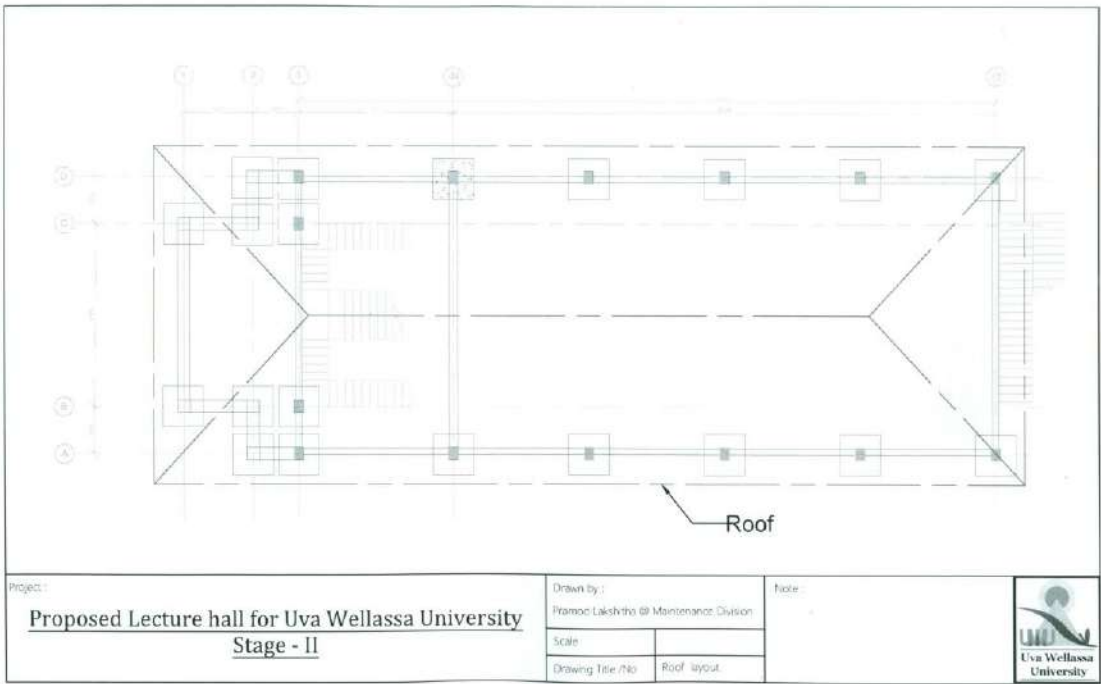 D
C
B
A
Roof
Project :
Proposed Lecture hall for Uva Wellassa University
Stage - II
Drawn by :
Pramod Lakshitha @ Maintenance Division
Scale
Drawing Title /No
Roof layout
Note :
UWU
Uva Wellassa
University